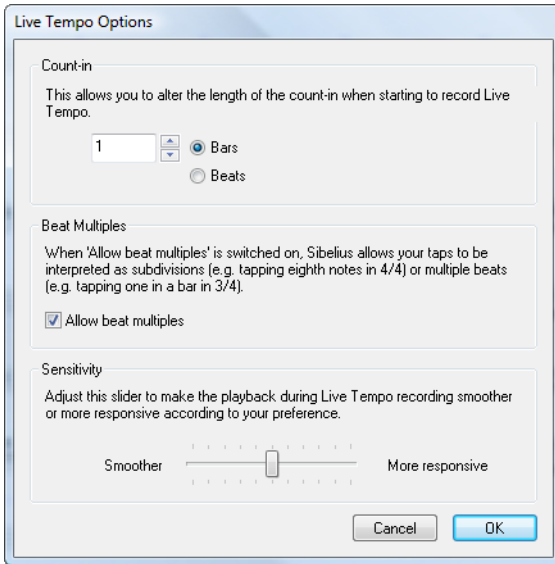 Live Tempo Options
Count-in
This allows you to alter the length of the count-in when starting to record Live
Tempo.
1
Bars
Beats
Beat Multiples
When 'Allow beat multiples' is switched on, Sibelius allows your taps to be
interpreted as subdivisions (e.g. tapping eighth notes in 4/4) or multiple beats
(e.g. tapping one in a bar in 3/4).
Allow beat multiples
Sensitivity
Adjust this slider to make the playback during Live Tempo recording smoother
or more responsive according to your preference.
Smoother More responsive
Cancel OK